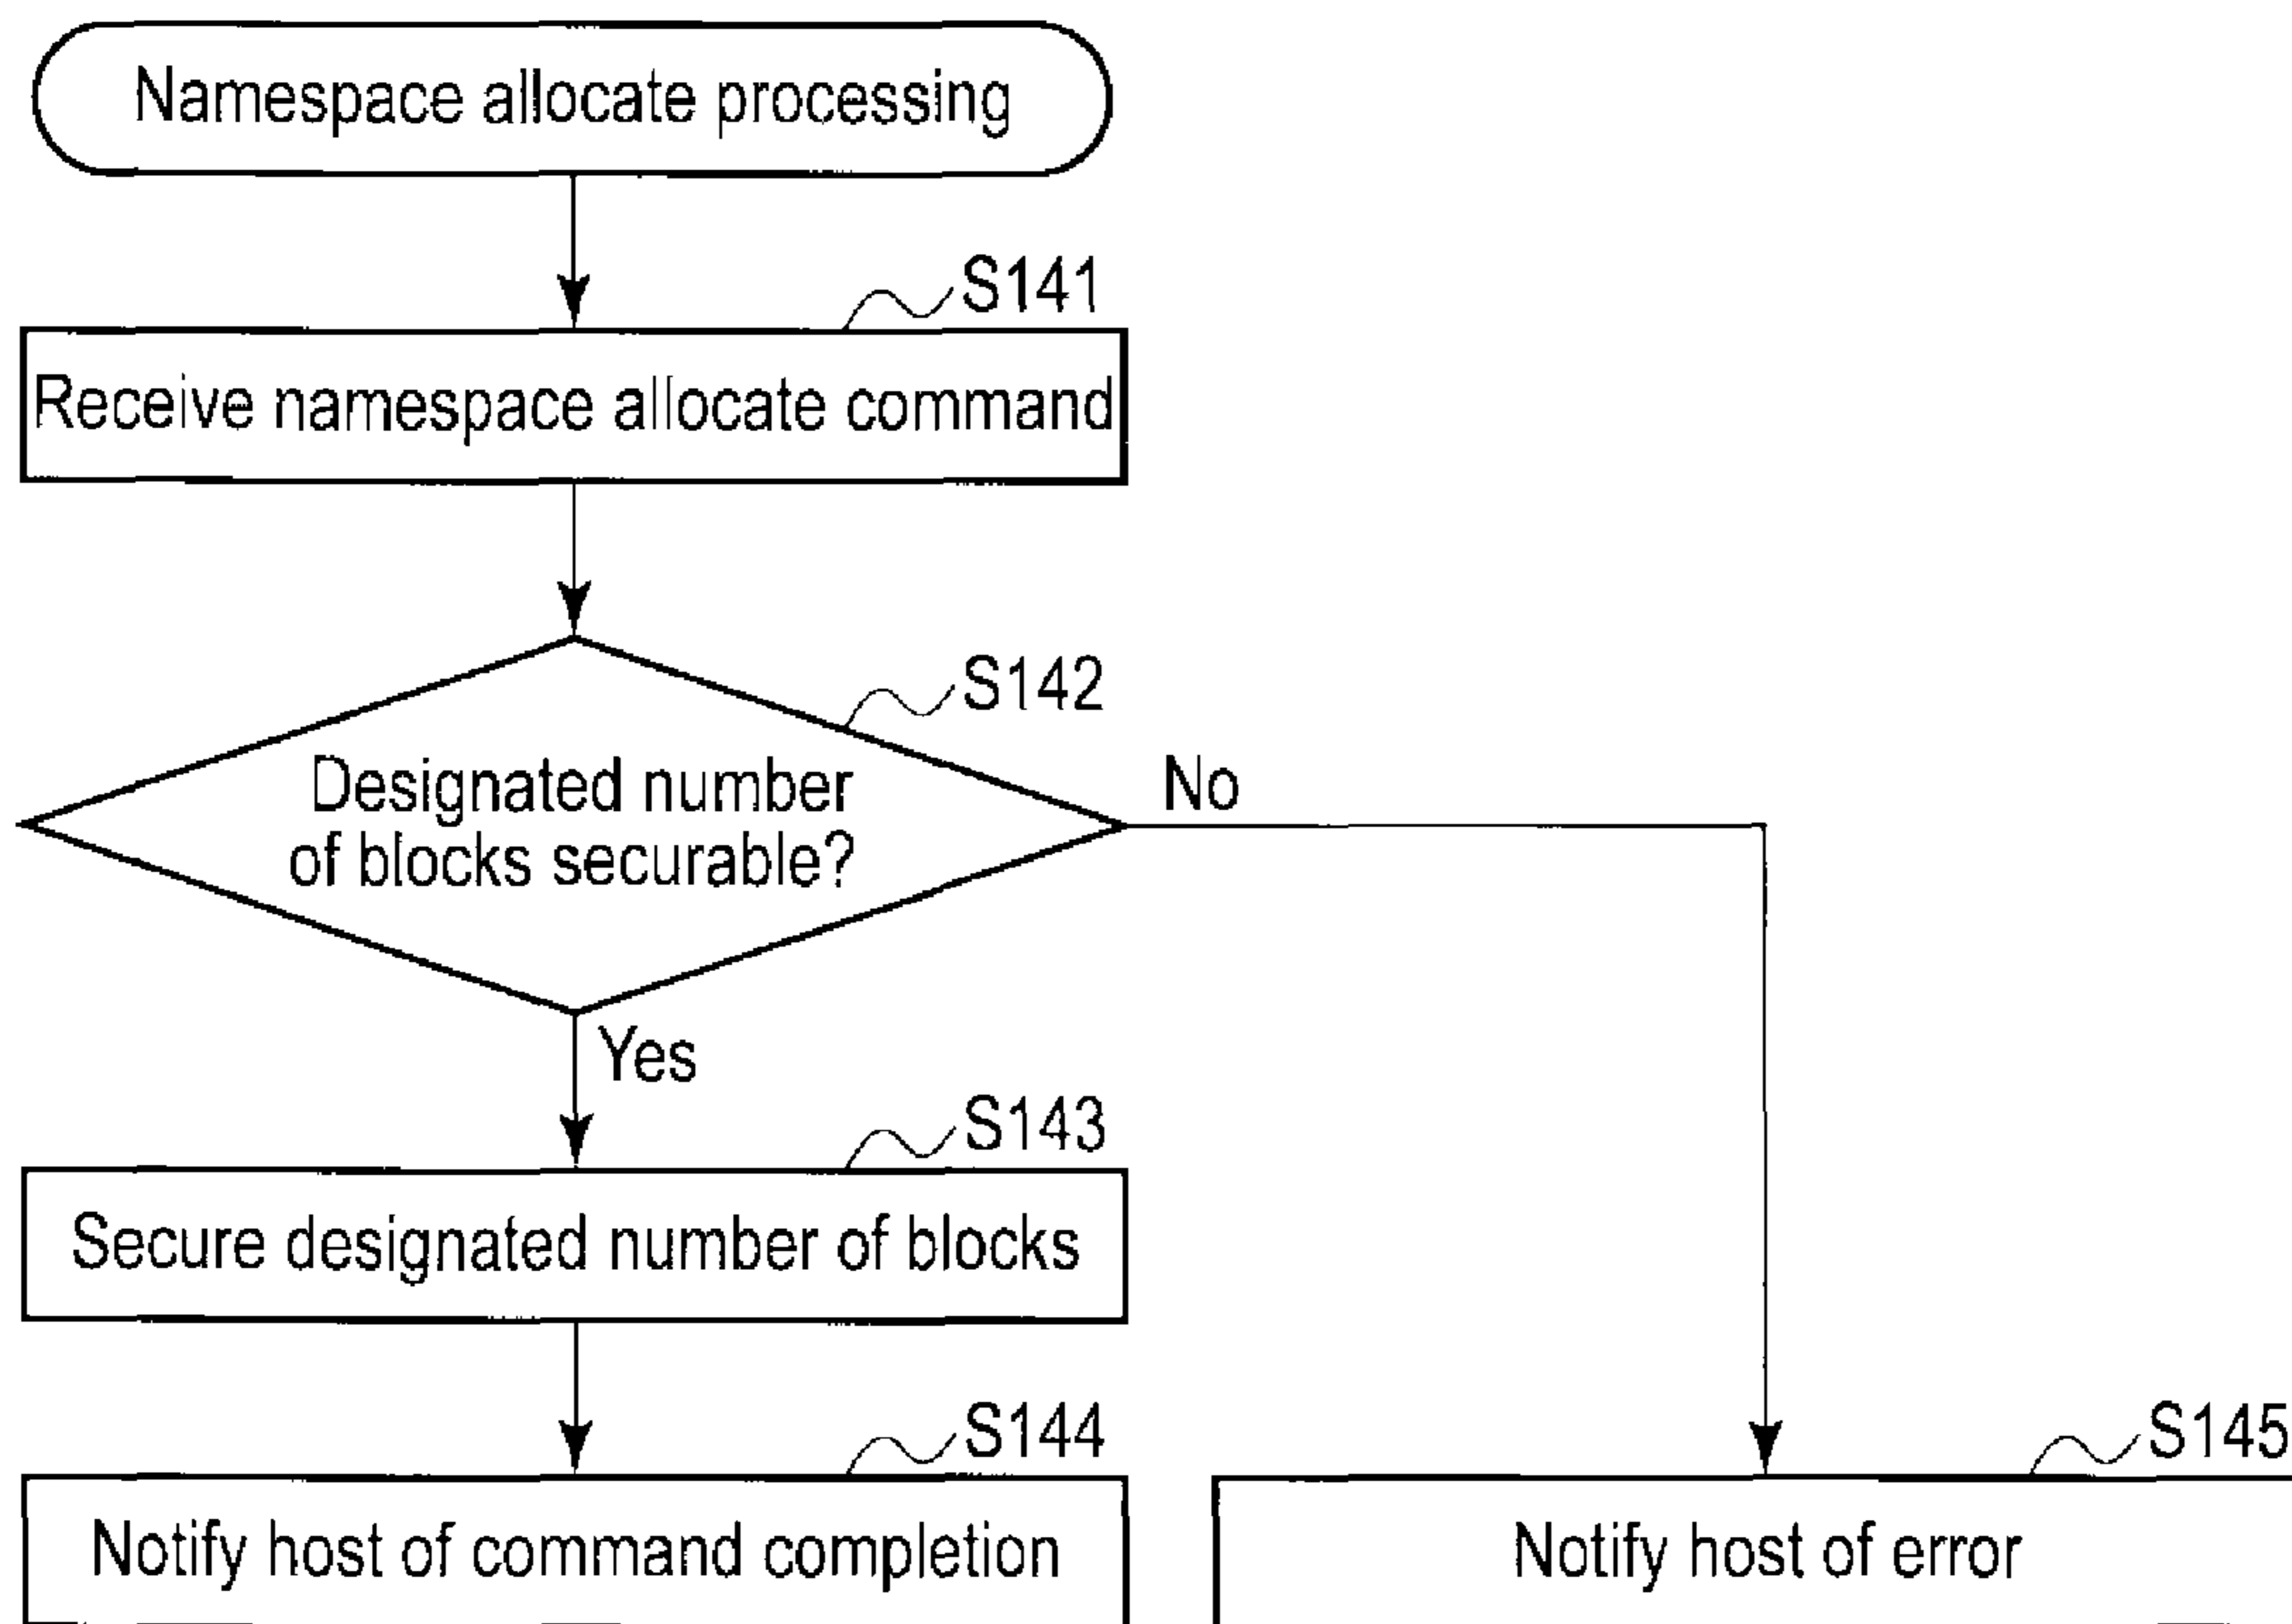 Namespace allocate processing
S141
Receive namespace allocate command
S142
Designated number
of blocks securable?
No
Yes
S143
Secure designated number of blocks
S144
Notify host of command completion
S145
Notify host of error